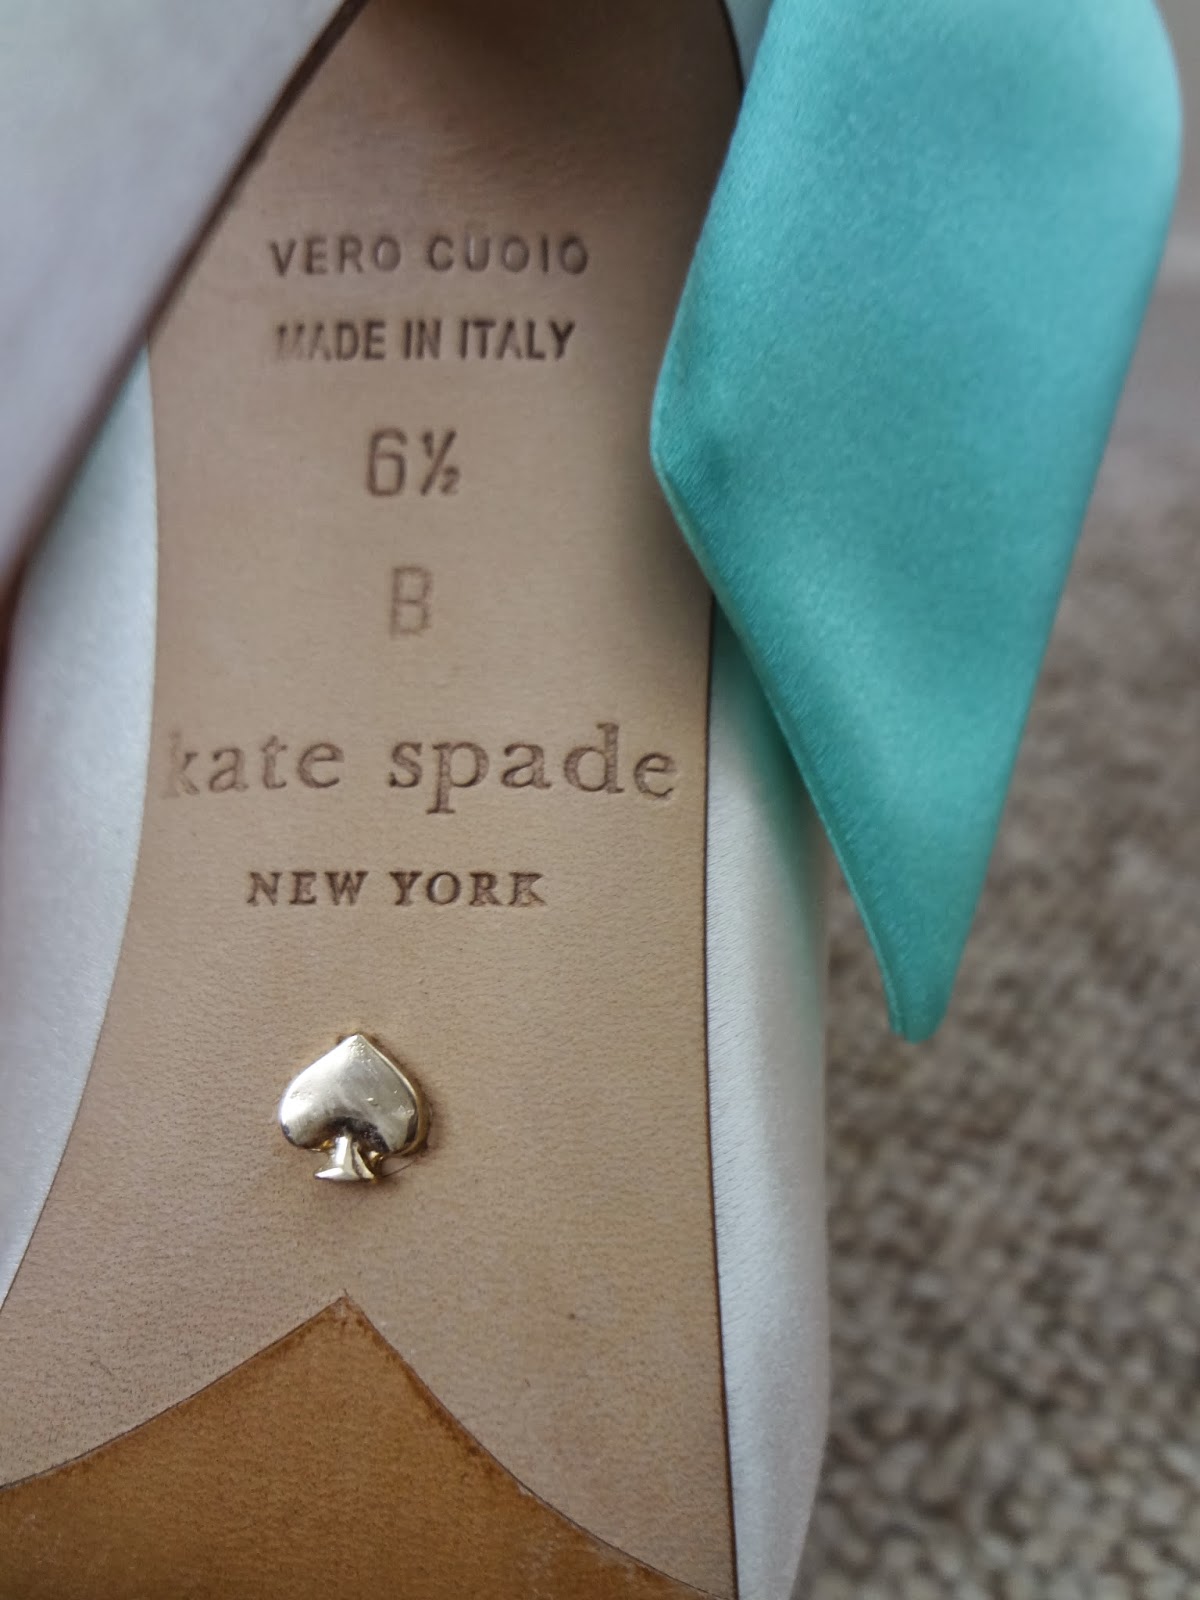 VERO CUOIO
MADE IN ITALY
6½
B
kate spade
NEW YORK